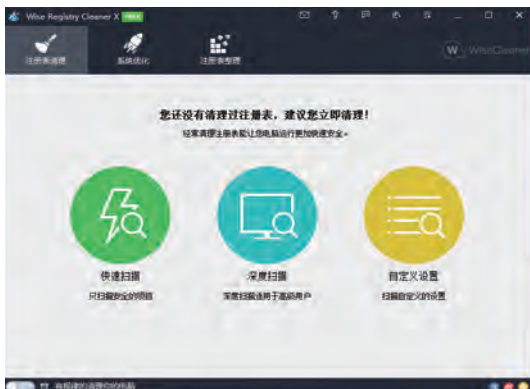 Wise Registry Cleaner X
注册表清理
系统优化
注册表整理
W WiseCleaner
您还没有清理过注册表，建议您立即清理！
经常清理注册表能让您电脑运行更加快速安全。
快速扫描
深度扫描
自定义设置
只扫描安全的项目
深度扫描适用于高级用户
扫描自定义的设置